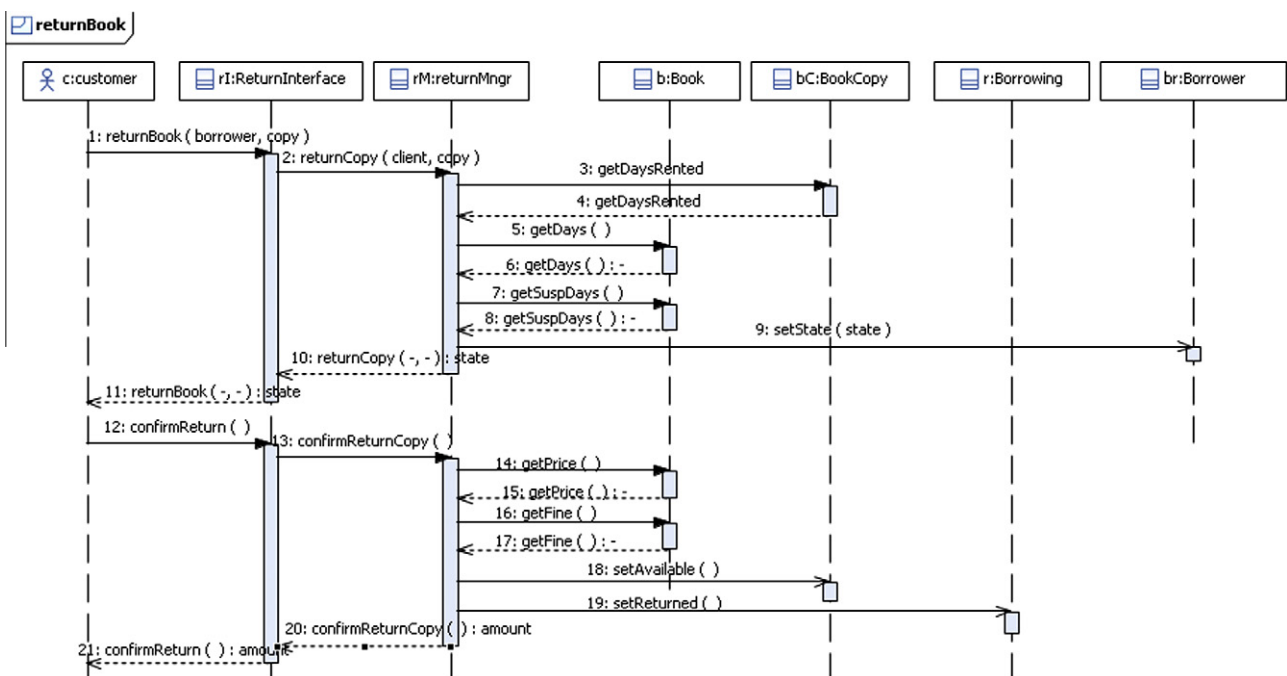 returnBook
c:customer
rI:ReturnInterface
rM:returnMngr
b:Book
bC:BookCopy
r:Borrowing
br:Borrower
1: returnBook ( borrower, copy )
2: returnCopy ( client, copy )
3: getDaysRented
4: getDaysRented
5: getDays ( )
6: getDays ( ) : -
7: getSuspDays ( )
8: getSuspDays ( ) : -
9: setState ( state )
10: returnCopy ( -, - ) : state
11: returnBook ( -, - ) : state
12: confirmReturn ( )
13: confirmReturnCopy ( )
14: getPrice ( )
15: getPrice ( ) : -
16: getFine ( )
17: getFine ( ) : -
18: setAvailable ( )
19: setReturned ( )
20: confirmReturnCopy ( ) : amount
21: confirmReturn ( ) : amount